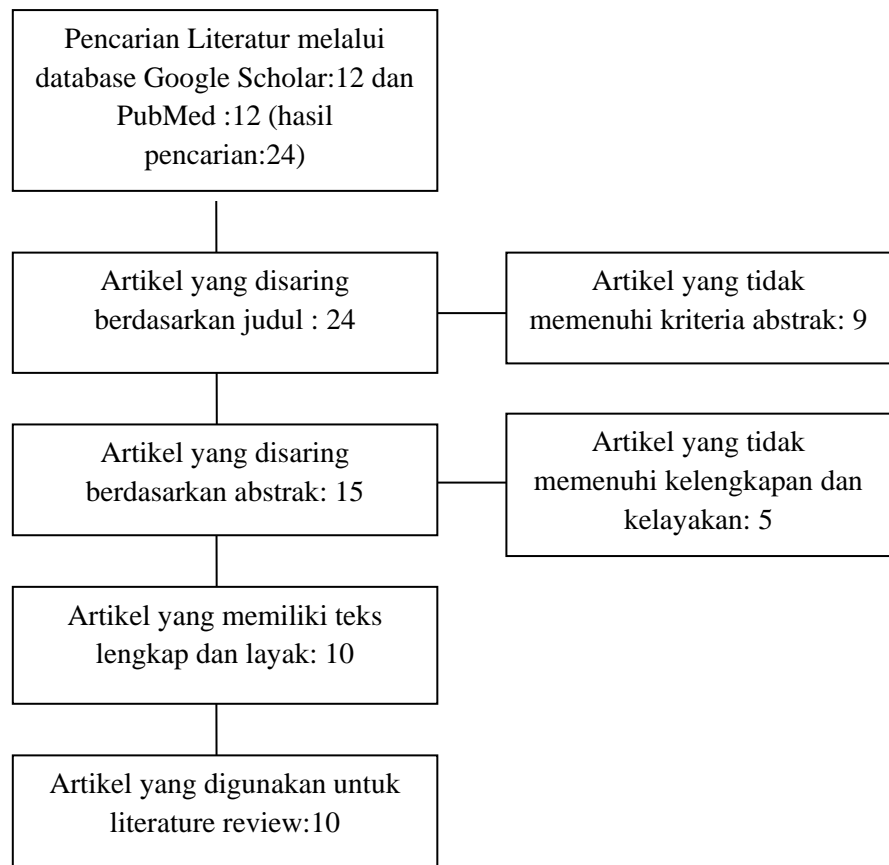 Pencarian Literatur melalui
database Google Scholar:12 dan
PubMed :12 (hasil
pencarian:24)
Artikel yang disaring
berdasarkan judul : 24
Artikel yang tidak
memenuhi kriteria abstrak: 9
Artikel yang disaring
berdasarkan abstrak: 15
Artikel yang tidak
memenuhi kelengkapan dan
kelayakan: 5
Artikel yang memiliki teks
lengkap dan layak: 10
Artikel yang digunakan untuk
literature review:10